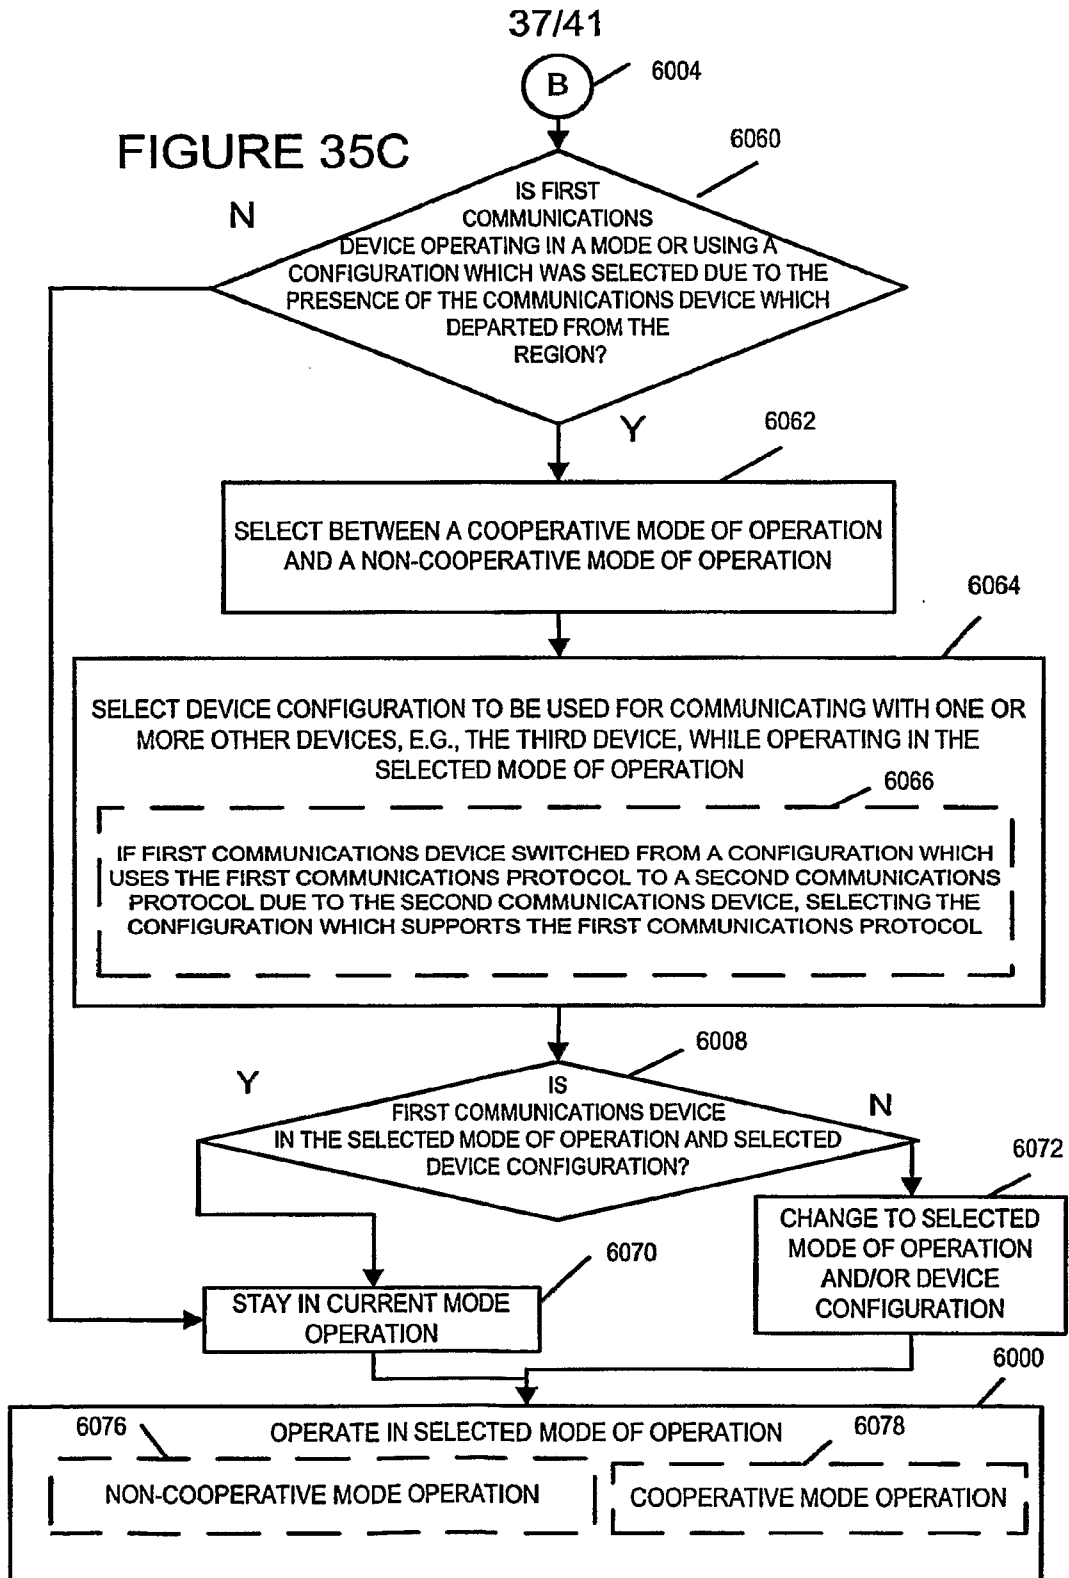 37/41
B
6004
FIGURE 35C
6060
N
IS FIRST
COMMUNICATIONS
DEVICE OPERATING IN A MODE OR USING A
CONFIGURATION WHICH WAS SELECTED DUE TO THE
PRESENCE OF THE COMMUNICATIONS DEVICE WHICH
DEPARTED FROM THE
REGION?
Y
6062
SELECT BETWEEN A COOPERATIVE MODE OF OPERATION
AND A NON-COOPERATIVE MODE OF OPERATION
6064
SELECT DEVICE CONFIGURATION TO BE USED FOR COMMUNICATING WITH ONE OR
MORE OTHER DEVICES, E.G., THE THIRD DEVICE, WHILE OPERATING IN THE
SELECTED MODE OF OPERATION
6066
IF FIRST COMMUNICATIONS DEVICE SWITCHED FROM A CONFIGURATION WHICH
USES THE FIRST COMMUNICATIONS PROTOCOL TO A SECOND COMMUNICATIONS
PROTOCOL DUE TO THE SECOND COMMUNICATIONS DEVICE, SELECTING THE
CONFIGURATION WHICH SUPPORTS THE FIRST COMMUNICATIONS PROTOCOL
6008
Y
N
IS
FIRST COMMUNICATIONS DEVICE
IN THE SELECTED MODE OF OPERATION AND SELECTED
DEVICE CONFIGURATION?
6072
CHANGE TO SELECTED
MODE OF OPERATION
AND/OR DEVICE
CONFIGURATION
6070
STAY IN CURRENT MODE
OPERATION
6000
OPERATE IN SELECTED MODE OF OPERATION
6076
6078
NON-COOPERATIVE MODE OPERATION
COOPERATIVE MODE OPERATION